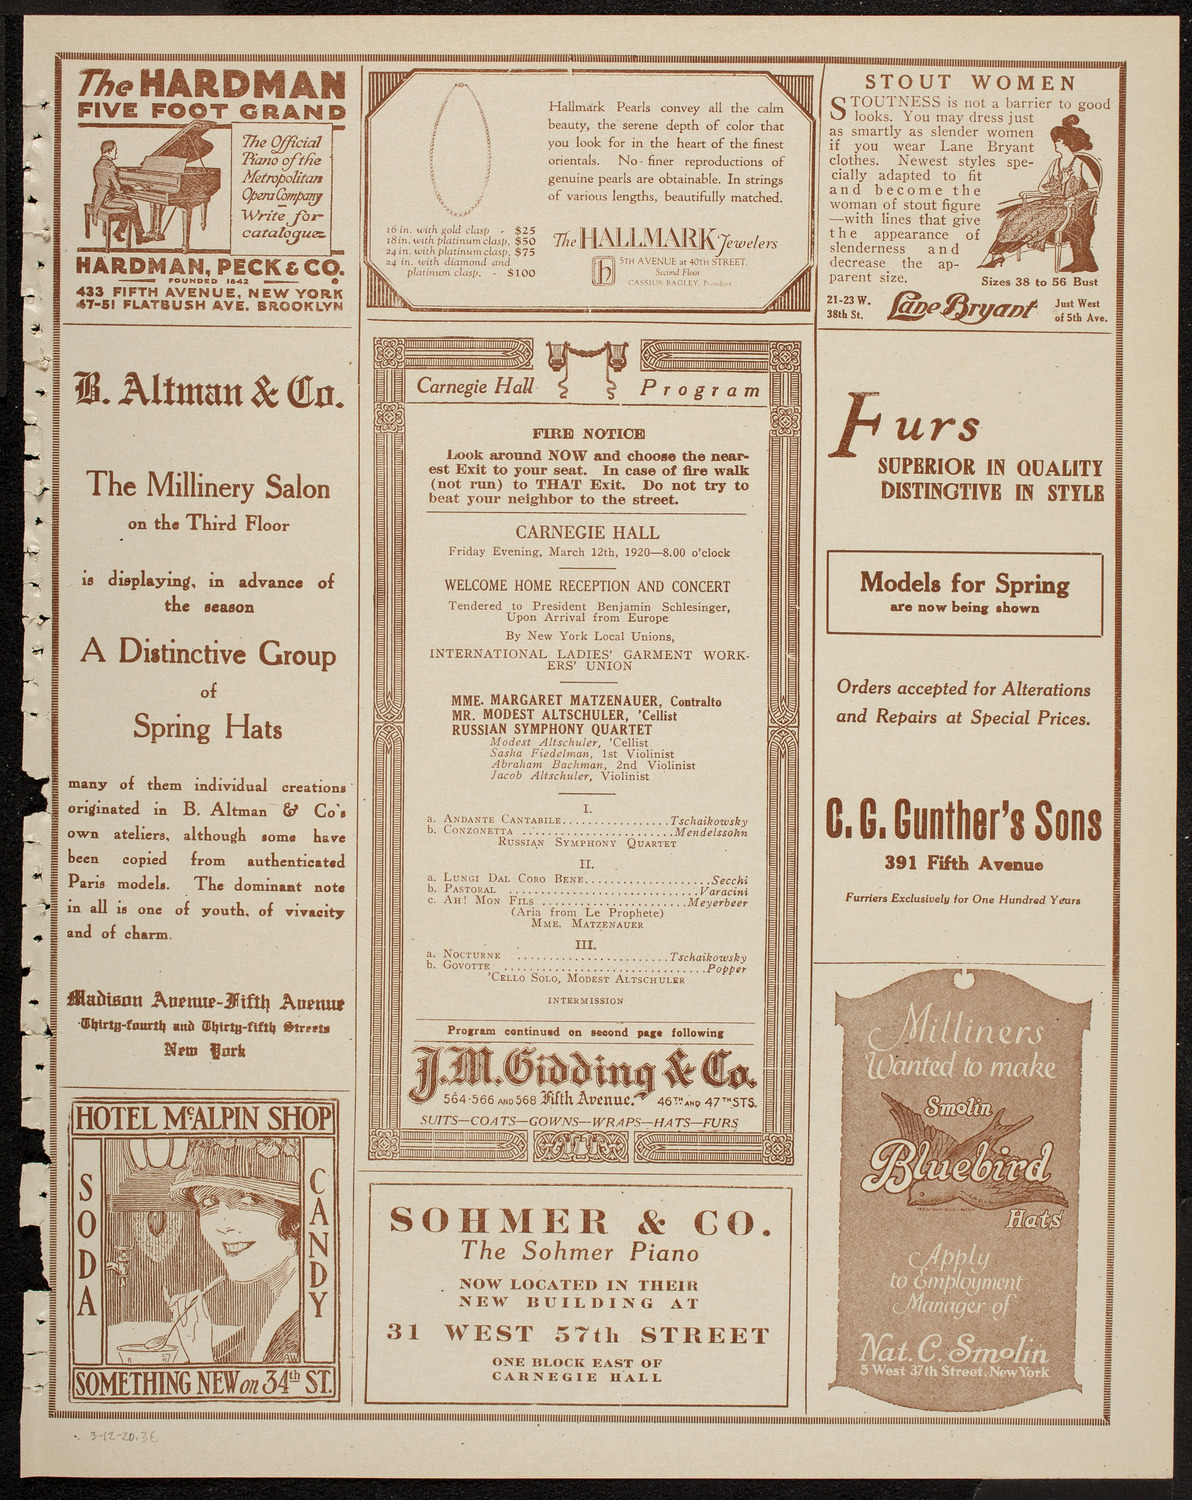 The HARDMAN
FIVE FOOT GRAND
The Official
Piano of the
Metropolitan
Opera Company
Write for
catalogue
HARDMAN, PECK & CO.
FOUNDED 1842
433 FIFTH AVENUE, NEW YORK
47-51 FLATBUSH AVE. BROOKLYN
B. Altman & Co.
The Millinery Salon
on the Third Floor
is displaying, in advance of
the season
A Distinctive Group
of
Spring Hats
many of them individual creations
originated in B. Altman & Co's
own ateliers, although some have
been copied from authenticated
Paris models. The dominant note
in all is one of youth, of vivacity
and of charm.
Madison Avenue-Fifth Avenue
Thirty-fourth and Thirty-fifth Streets
New York
HOTEL McALPIN SHOP
SODA
CANDY
SOMETHING NEW on 34th ST.
Hallmark Pearls convey all the calm
beauty, the serene depth of color that
you look for in the heart of the finest
orientals. No finer reproductions of
genuine pearls are obtainable. In strings
of various lengths, beautifully matched.
16 in. with gold clasp - $25
18 in. with platinum clasp, $50
24 in. with platinum clasp, $75
24 in. with diamond and
platinum clasp. - $100
The HALLMARK Jewelers
h
5TH AVENUE at 40TH STREET.
Second Floor
CASSIUS BAGLEY, President
Carnegie Hall Program
FIRE NOTICE
Look around NOW and choose the near-
est Exit to your seat. In case of fire walk
(not run) to THAT Exit. Do not try to
beat your neighbor to the street.
CARNEGIE HALL
Friday Evening, March 12th, 1920—8.00 o'clock
WELCOME HOME RECEPTION AND CONCERT
Tendered to President Benjamin Schlesinger,
Upon Arrival from Europe
By New York Local Unions,
INTERNATIONAL LADIES' GARMENT WORK-
ERS' UNION
MME. MARGARET MATZENAUER, Contralto
MR. MODEST ALTSCHULER, 'Cellist
RUSSIAN SYMPHONY QUARTET
Modest Altschuler, 'Cellist
Sasha Fiedelman, 1st Violinist
Abraham Bachman, 2nd Violinist
Jacob Altschuler, Violinist
I.
a. ANDANTE CANTABILE................Tschaikowsky
b. CONZONETTA .......................Mendelssohn
RUSSIAN SYMPHONY QUARTET
II.
a. LUNGI DAL CORO BENE...................Secchi
b. PASTORAL .............................Varacini
c. AH! MON FILS ......................Meyerbeer
(Aria from Le Prophete)
MME. MATZENAUER
III.
a. NOCTURNE .......................Tschaikowsky
b. GOVOTTE ...............................Popper
'CELLO SOLO, MODEST ALTSCHULER
INTERMISSION
Program continued on second page following
J. M. Gidding & Co.
564-566 AND 568 Fifth Avenue. 46TH AND 47TH STS.
SUITS—COATS—GOWNS—WRAPS—HATS—FURS
SOHMER & CO.
The Sohmer Piano
NOW LOCATED IN THEIR
NEW BUILDING AT
31 WEST 57th STREET
ONE BLOCK EAST OF
CARNEGIE HALL
STOUT WOMEN
STOUTNESS is not a barrier to good
looks. You may dress just
as smartly as slender women
if you wear Lane Bryant
clothes. Newest styles spe-
cially adapted to fit
and become the
woman of stout figure
—with lines that give
the appearance of
slenderness and
decrease the ap-
parent size.
Sizes 38 to 56 Bust
21-23 W.
38th St.
Lane Bryant
Just West
of 5th Ave.
Furs
SUPERIOR IN QUALITY
DISTINCTIVE IN STYLE
Models for Spring
are now being shown
Orders accepted for Alterations
and Repairs at Special Prices.
C. G. Gunther's Sons
391 Fifth Avenue
Furriers Exclusively for One Hundred Years
Milliners
Wanted to make
Smolin
Bluebird
Hats
Apply
to Employment
Manager of
Nat. C. Smolin
5 West 37th Street, New York
3-12-20.3E